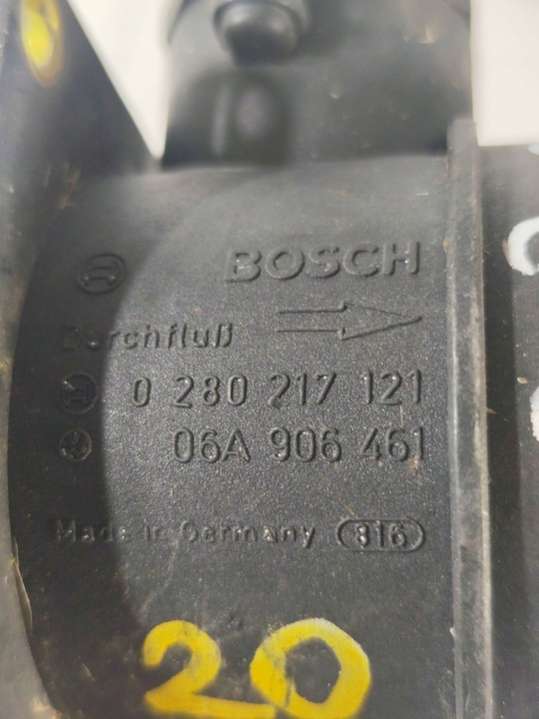 BOSCH
Durchfluß
0 280 217 121
06A 906 461
Made in Germany 816
20